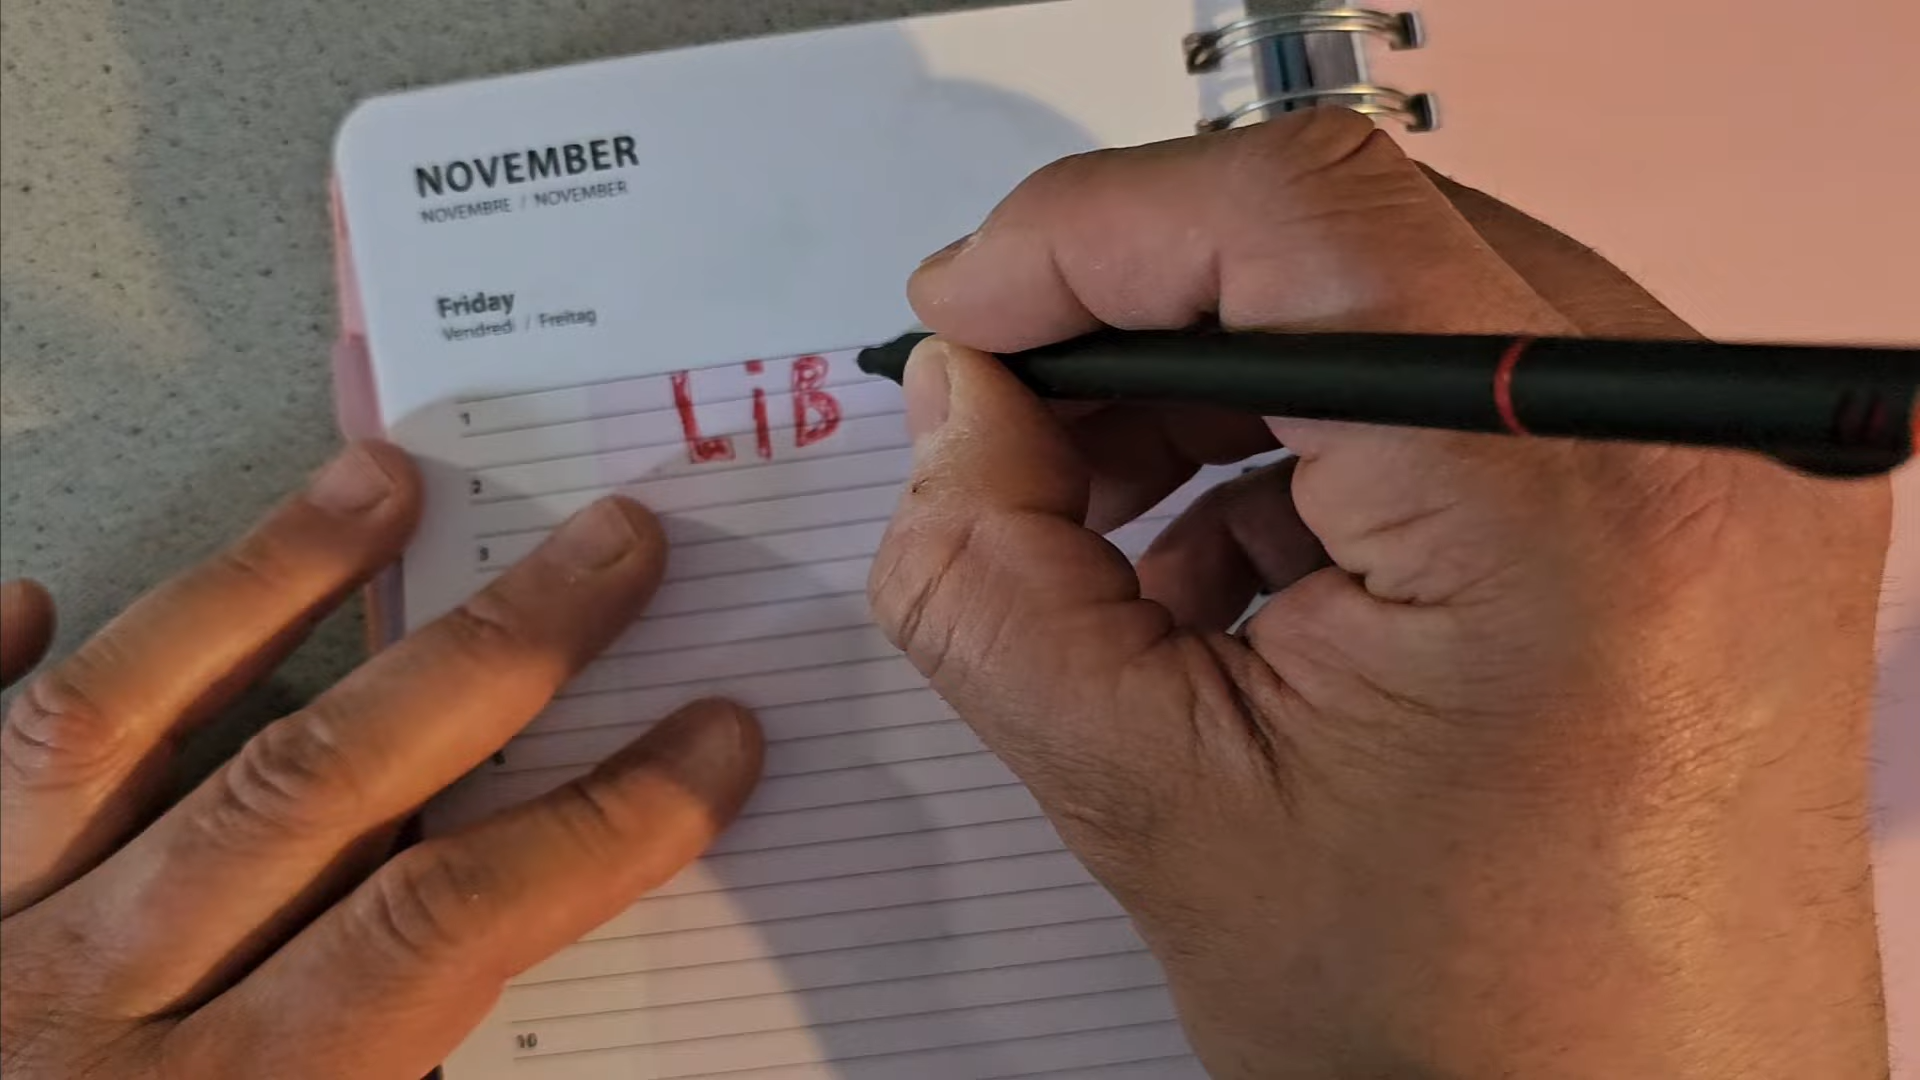 NOVEMBER
NOVEMBRE / NOVEMBER
Friday
Vendredi / Freitag
LiB
1
2
3
10